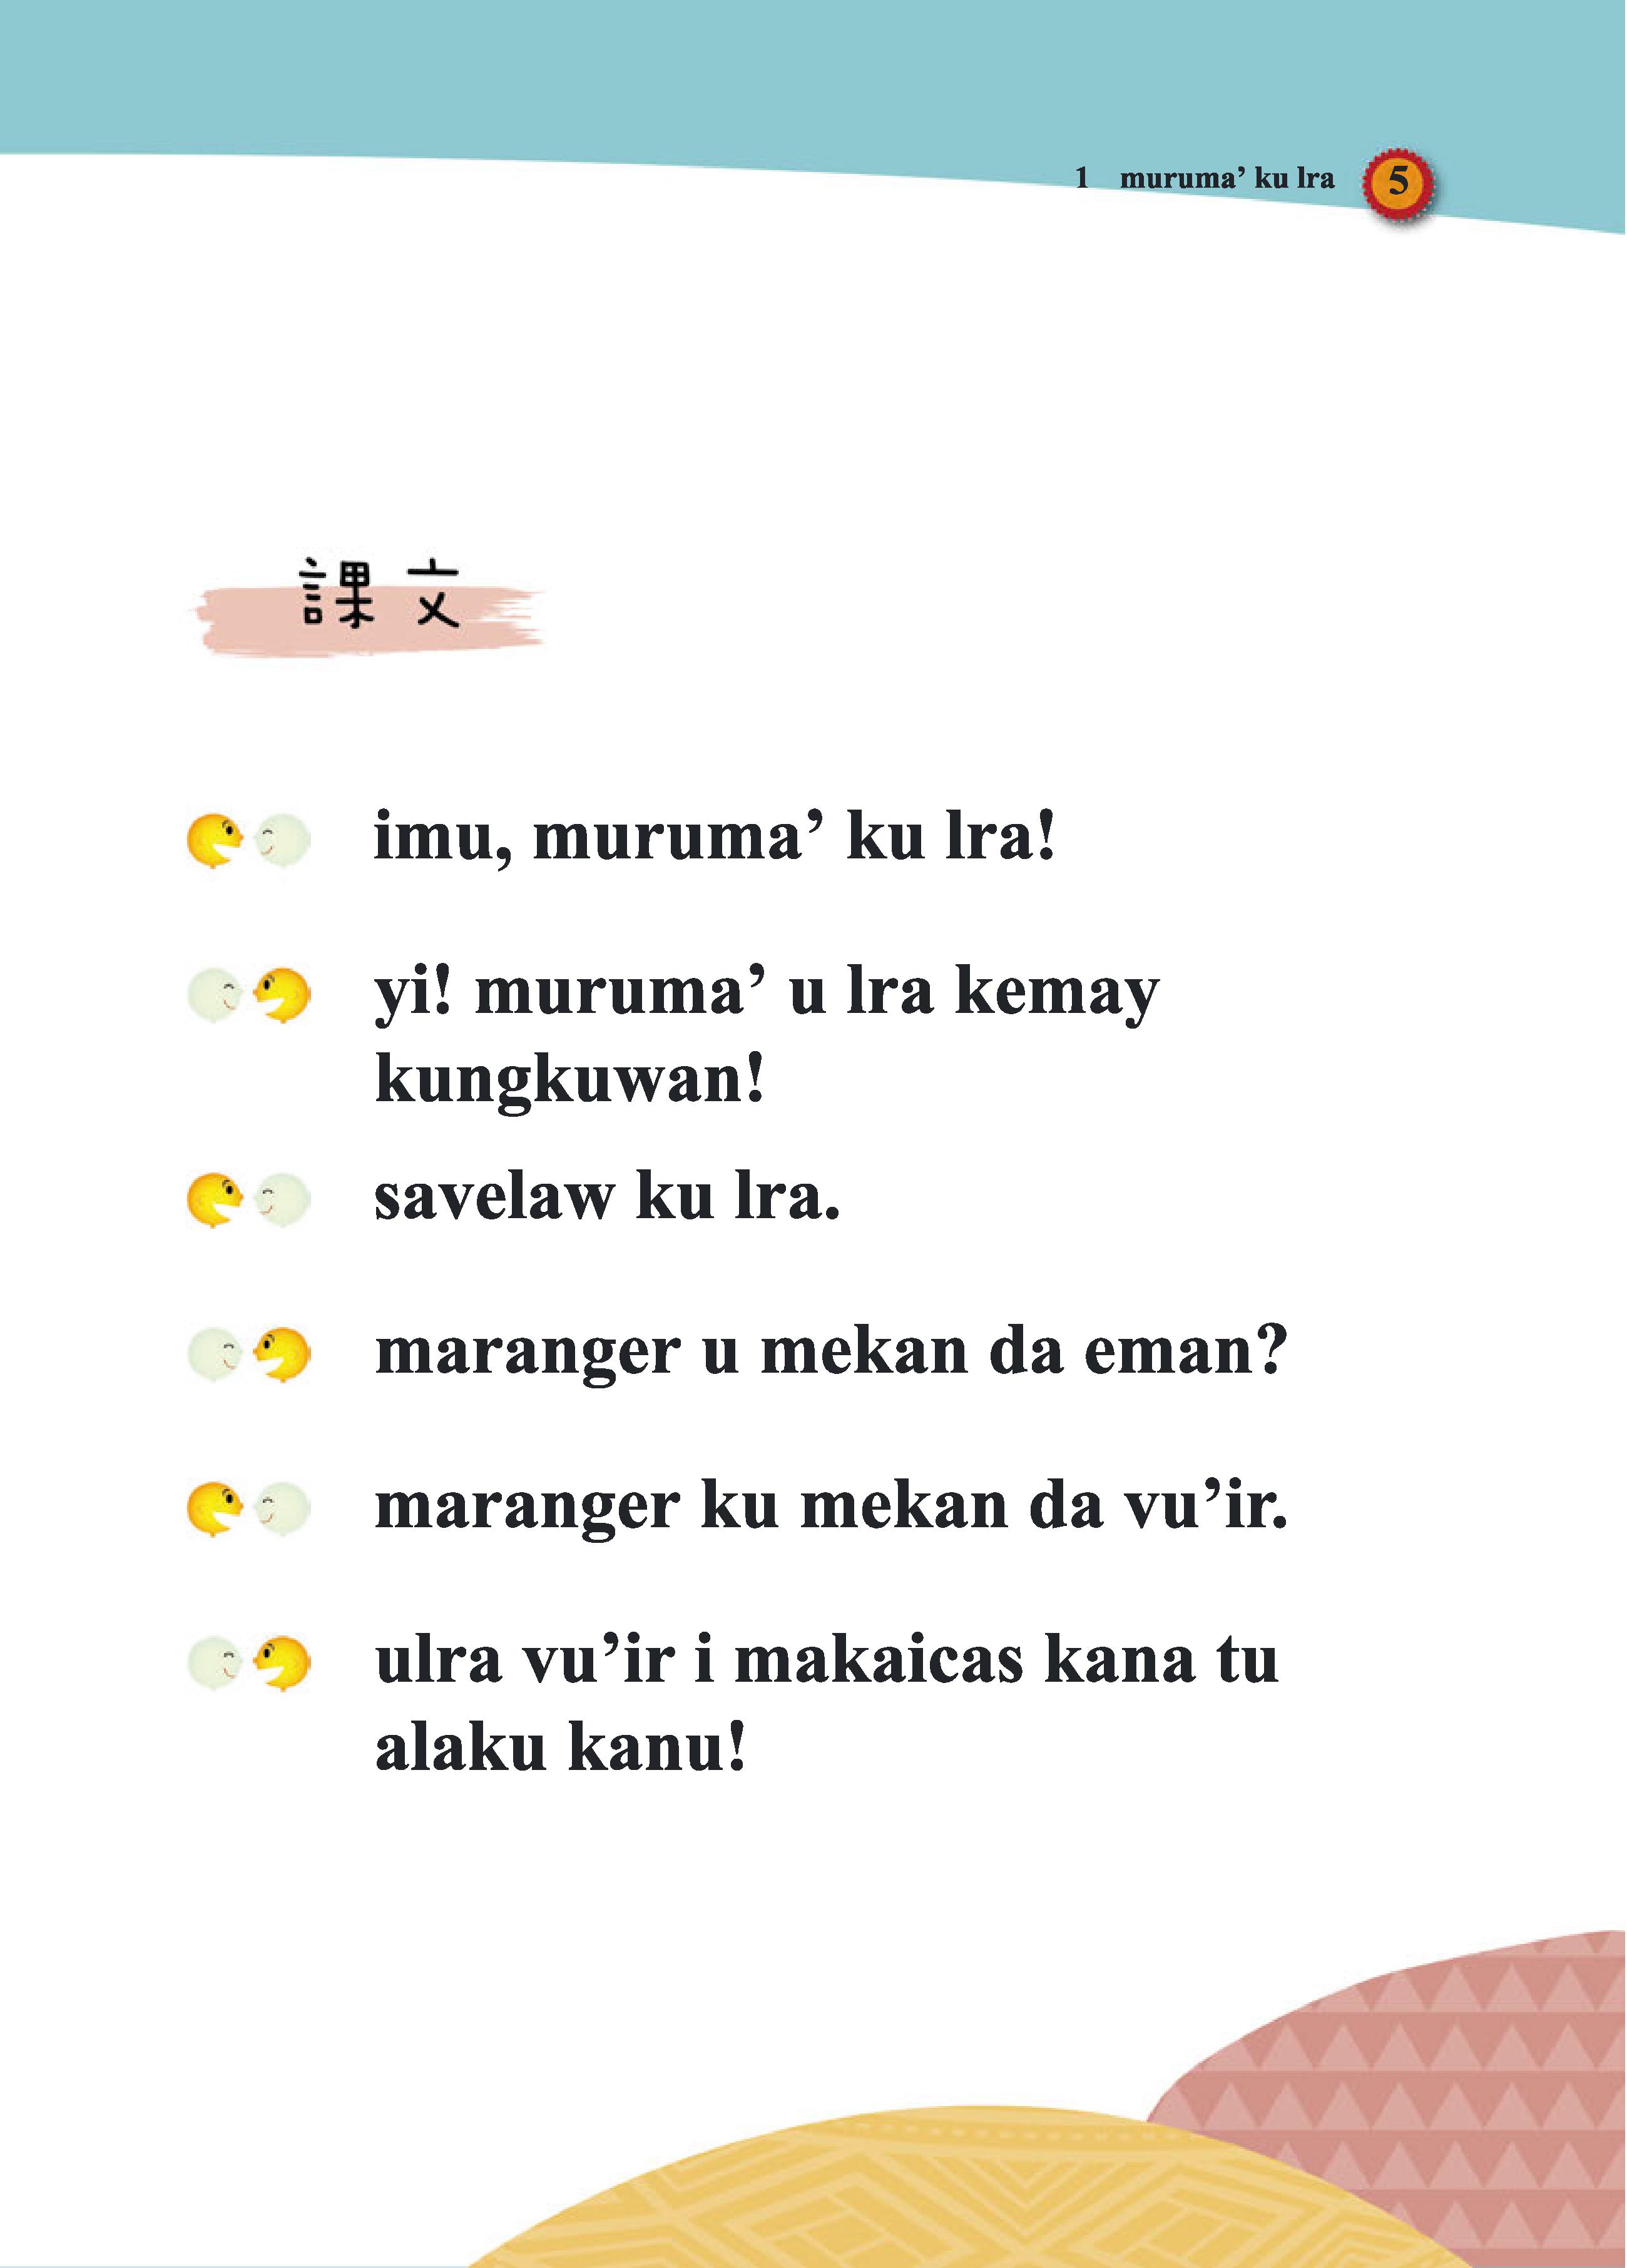 1 muruma’ ku lra 5
課文
imu, muruma’ ku lra!
yi! muruma’ u lra kemay
kungkuwan!
savelaw ku lra.
maranger u mekan da eman?
maranger ku mekan da vu’ir.
ulra vu’ir i makaicas kana tu
alaku kanu!